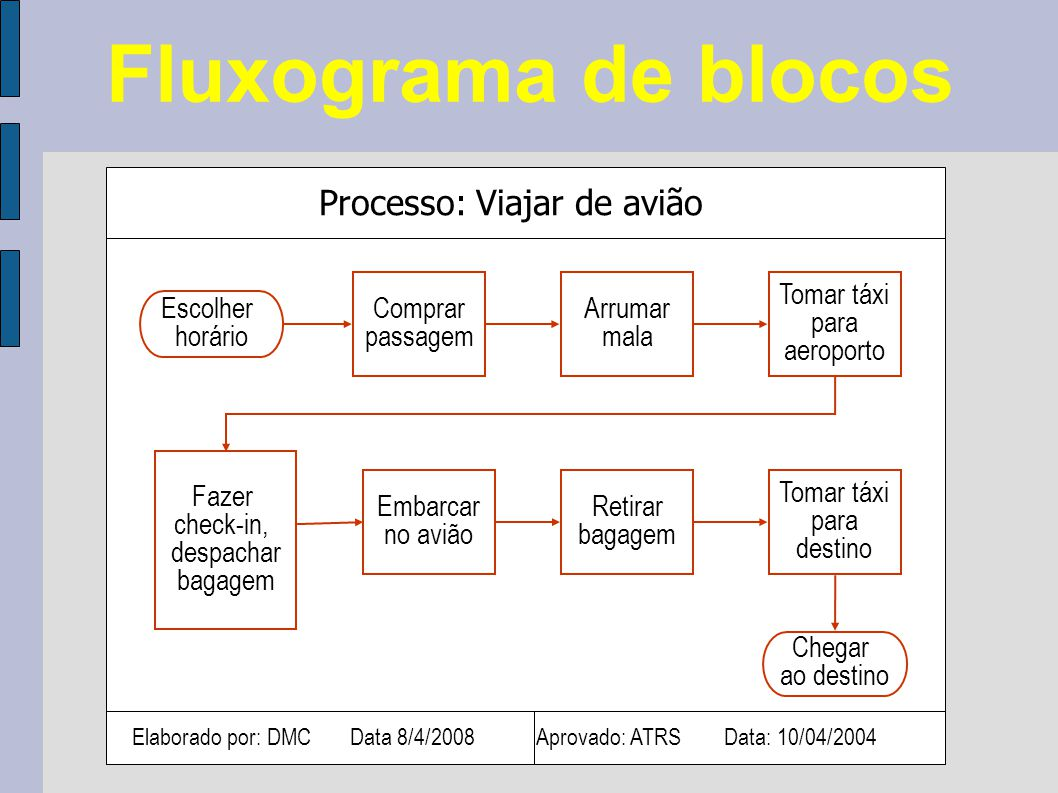 Fluxograma de blocos
Processo: Viajar de avião
Escolher
horário
Comprar
passagem
Arrumar
mala
Tomar táxi
para
aeroporto
Fazer
check-in,
despachar
bagagem
Embarcar
no avião
Retirar
bagagem
Tomar táxi
para
destino
Chegar
ao destino
Elaborado por: DMC Data 8/4/2008 Aprovado: ATRS Data: 10/04/2004